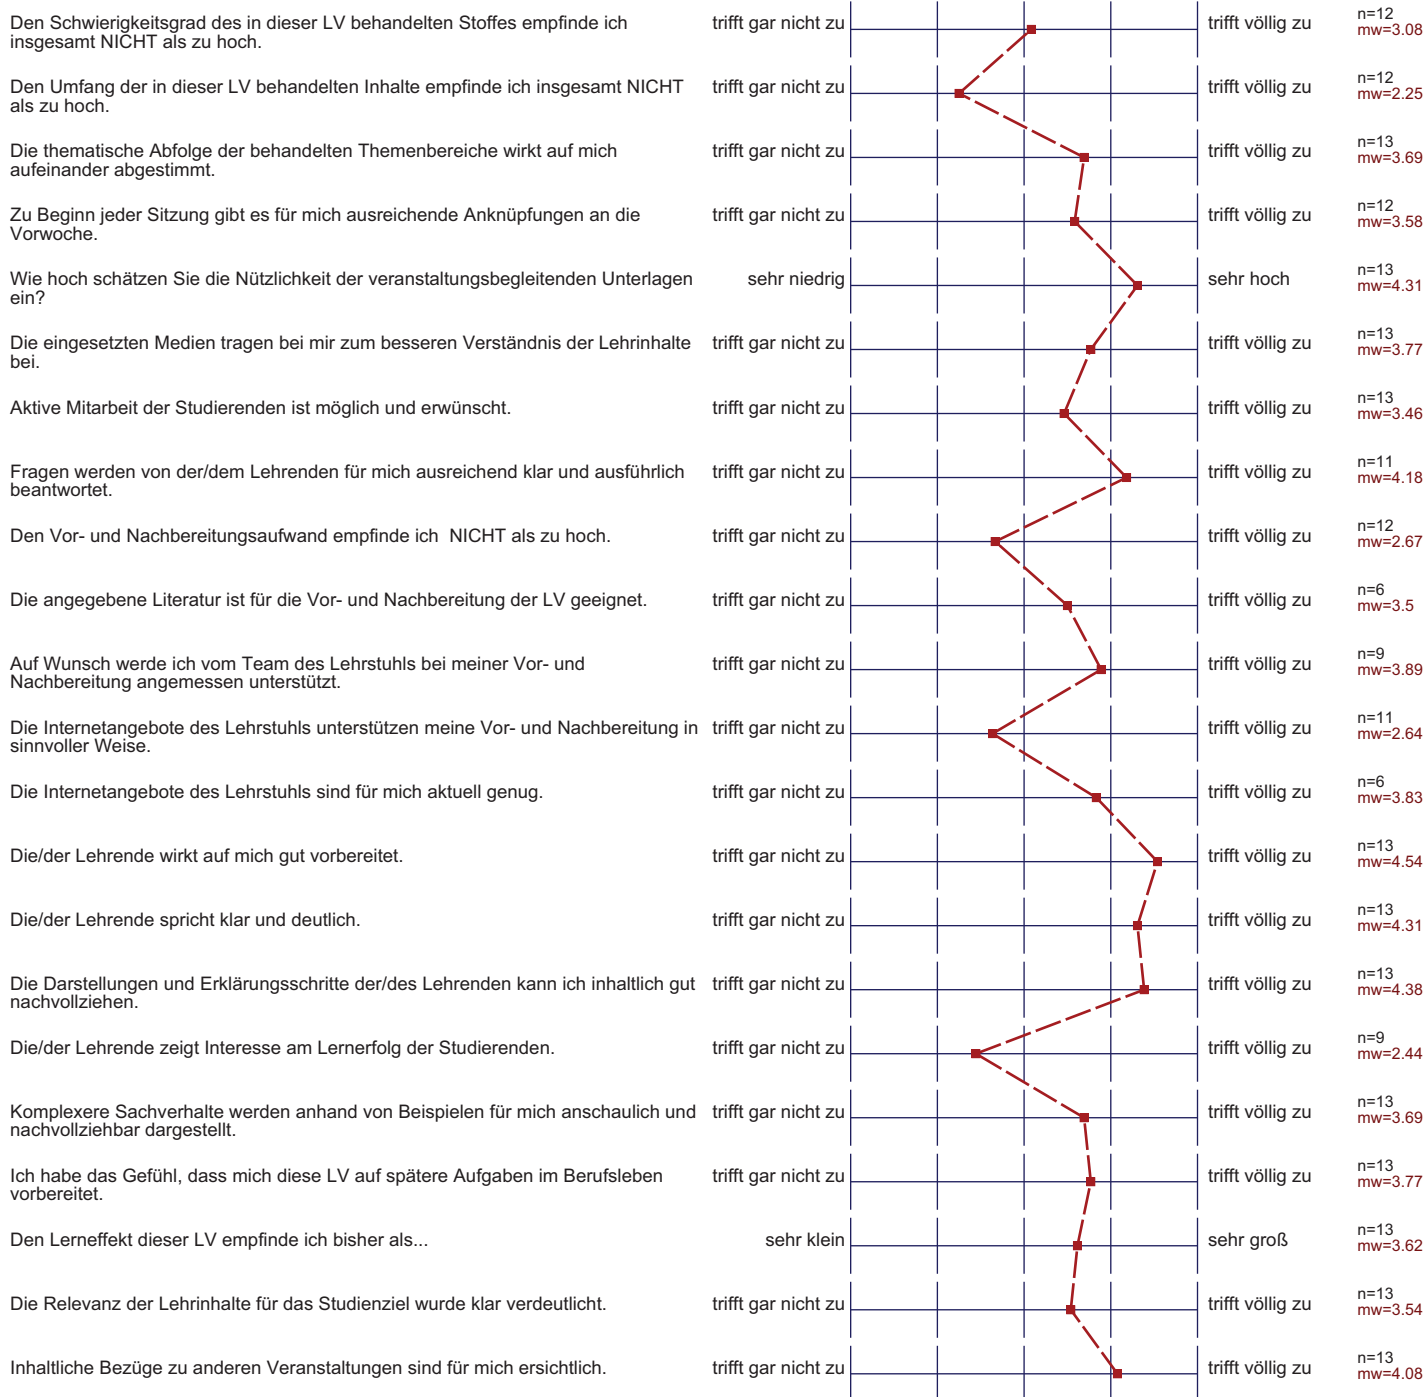 Den Schwierigkeitsgrad des in dieser LV behandelten Stoffes empfinde ich
insgesamt NICHT als zu hoch.
trifft gar nicht zu
trifft völlig zu
n=12
mw=3.08
Den Umfang der in dieser LV behandelten Inhalte empfinde ich insgesamt NICHT
als zu hoch.
trifft gar nicht zu
trifft völlig zu
n=12
mw=2.25
Die thematische Abfolge der behandelten Themenbereiche wirkt auf mich
aufeinander abgestimmt.
trifft gar nicht zu
trifft völlig zu
n=13
mw=3.69
Zu Beginn jeder Sitzung gibt es für mich ausreichende Anknüpfungen an die
Vorwoche.
trifft gar nicht zu
trifft völlig zu
n=12
mw=3.58
Wie hoch schätzen Sie die Nützlichkeit der veranstaltungsbegleitenden Unterlagen
ein?
sehr niedrig
sehr hoch
n=13
mw=4.31
Die eingesetzten Medien tragen bei mir zum besseren Verständnis der Lehrinhalte
bei.
trifft gar nicht zu
trifft völlig zu
n=13
mw=3.77
Aktive Mitarbeit der Studierenden ist möglich und erwünscht.
trifft gar nicht zu
trifft völlig zu
n=13
mw=3.46
Fragen werden von der/dem Lehrenden für mich ausreichend klar und ausführlich
beantwortet.
trifft gar nicht zu
trifft völlig zu
n=11
mw=4.18
Den Vor- und Nachbereitungsaufwand empfinde ich  NICHT als zu hoch.
trifft gar nicht zu
trifft völlig zu
n=12
mw=2.67
Die angegebene Literatur ist für die Vor- und Nachbereitung der LV geeignet.
trifft gar nicht zu
trifft völlig zu
n=6
mw=3.5
Auf Wunsch werde ich vom Team des Lehrstuhls bei meiner Vor- und
Nachbereitung angemessen unterstützt.
trifft gar nicht zu
trifft völlig zu
n=9
mw=3.89
Die Internetangebote des Lehrstuhls unterstützen meine Vor- und Nachbereitung in
sinnvoller Weise.
trifft gar nicht zu
trifft völlig zu
n=11
mw=2.64
Die Internetangebote des Lehrstuhls sind für mich aktuell genug.
trifft gar nicht zu
trifft völlig zu
n=6
mw=3.83
Die/der Lehrende wirkt auf mich gut vorbereitet.
trifft gar nicht zu
trifft völlig zu
n=13
mw=4.54
Die/der Lehrende spricht klar und deutlich.
trifft gar nicht zu
trifft völlig zu
n=13
mw=4.31
Die Darstellungen und Erklärungsschritte der/des Lehrenden kann ich inhaltlich gut
nachvollziehen.
trifft gar nicht zu
trifft völlig zu
n=13
mw=4.38
Die/der Lehrende zeigt Interesse am Lernerfolg der Studierenden.
trifft gar nicht zu
trifft völlig zu
n=9
mw=2.44
Komplexere Sachverhalte werden anhand von Beispielen für mich anschaulich und
nachvollziehbar dargestellt.
trifft gar nicht zu
trifft völlig zu
n=13
mw=3.69
Ich habe das Gefühl, dass mich diese LV auf spätere Aufgaben im Berufsleben
vorbereitet.
trifft gar nicht zu
trifft völlig zu
n=13
mw=3.77
Den Lerneffekt dieser LV empfinde ich bisher als...
sehr klein
sehr groß
n=13
mw=3.62
Die Relevanz der Lehrinhalte für das Studienziel wurde klar verdeutlicht.
trifft gar nicht zu
trifft völlig zu
n=13
mw=3.54
Inhaltliche Bezüge zu anderen Veranstaltungen sind für mich ersichtlich.
trifft gar nicht zu
trifft völlig zu
n=13
mw=4.08